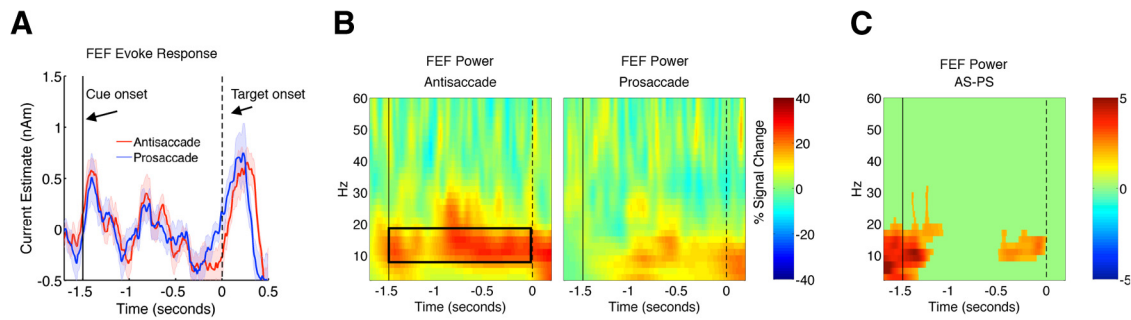 A
FEF Evoke Response
Current Estimate (nAm)
1.5
1
0.5
0
-0.5
Cue onset
Target onset
Antisaccade
Prosaccade
-1.5 -1 -0.5 0 0.5
Time (seconds)
B
FEF Power
Antisaccade
Hz
60
50
40
30
20
10
-1.5 -1 -0.5 0
Time (seconds)
FEF Power
Prosaccade
-1.5 -1 -0.5 0
Time (seconds)
% Signal Change
40
30
20
10
0
-10
-20
-30
-40
C
FEF Power
AS-PS
Hz
60
50
40
30
20
10
-1.5 -1 -0.5 0
Time (seconds)
5
0
-5